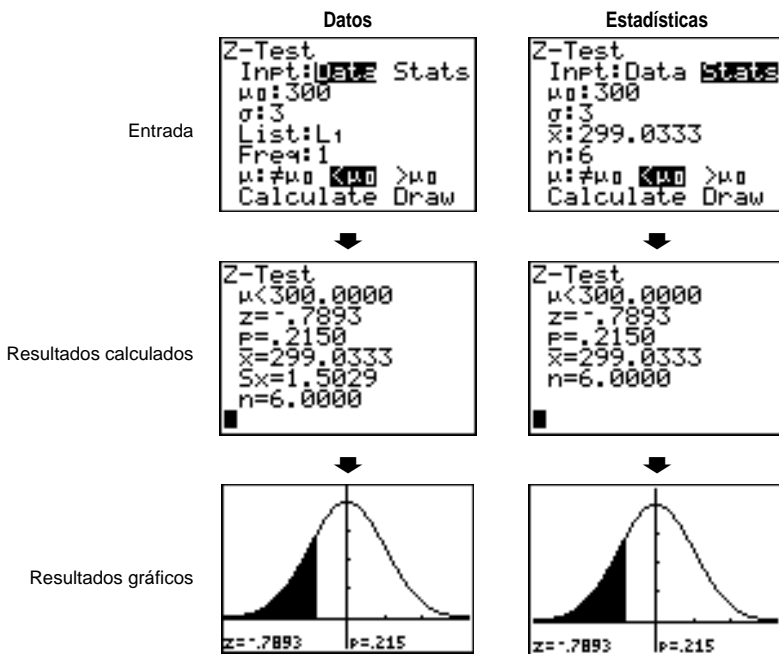 Datos
Estadísticas
Entrada
Z-Test
Inpt:Data Stats
μ0:300
σ:3
List:L1
Freq:1
μ:≠μ0 <μ0 >μ0
Calculate Draw
Z-Test
Inpt:Data Stats
μ0:300
σ:3
x̄:299.0333
n:6
μ:≠μ0 <μ0 >μ0
Calculate Draw
Resultados calculados
Z-Test
μ<300.0000
z=-.7893
p=.2150
x̄=299.0333
Sx=1.5029
n=6.0000
Z-Test
μ<300.0000
z=-.7893
p=.2150
x̄=299.0333
n=6.0000
Resultados gráficos
z=-.7893 p=.215
z=-.7893 p=.215